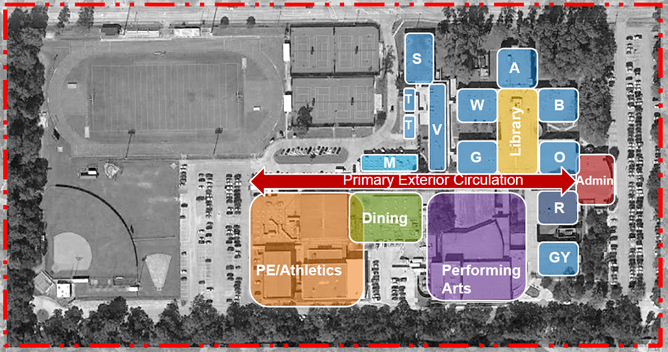 S
A
T
W
V
Library
B
T
G
O
M
Primary Exterior Circulation
Admin
R
Dining
PE/Athletics
Performing
Arts
GY